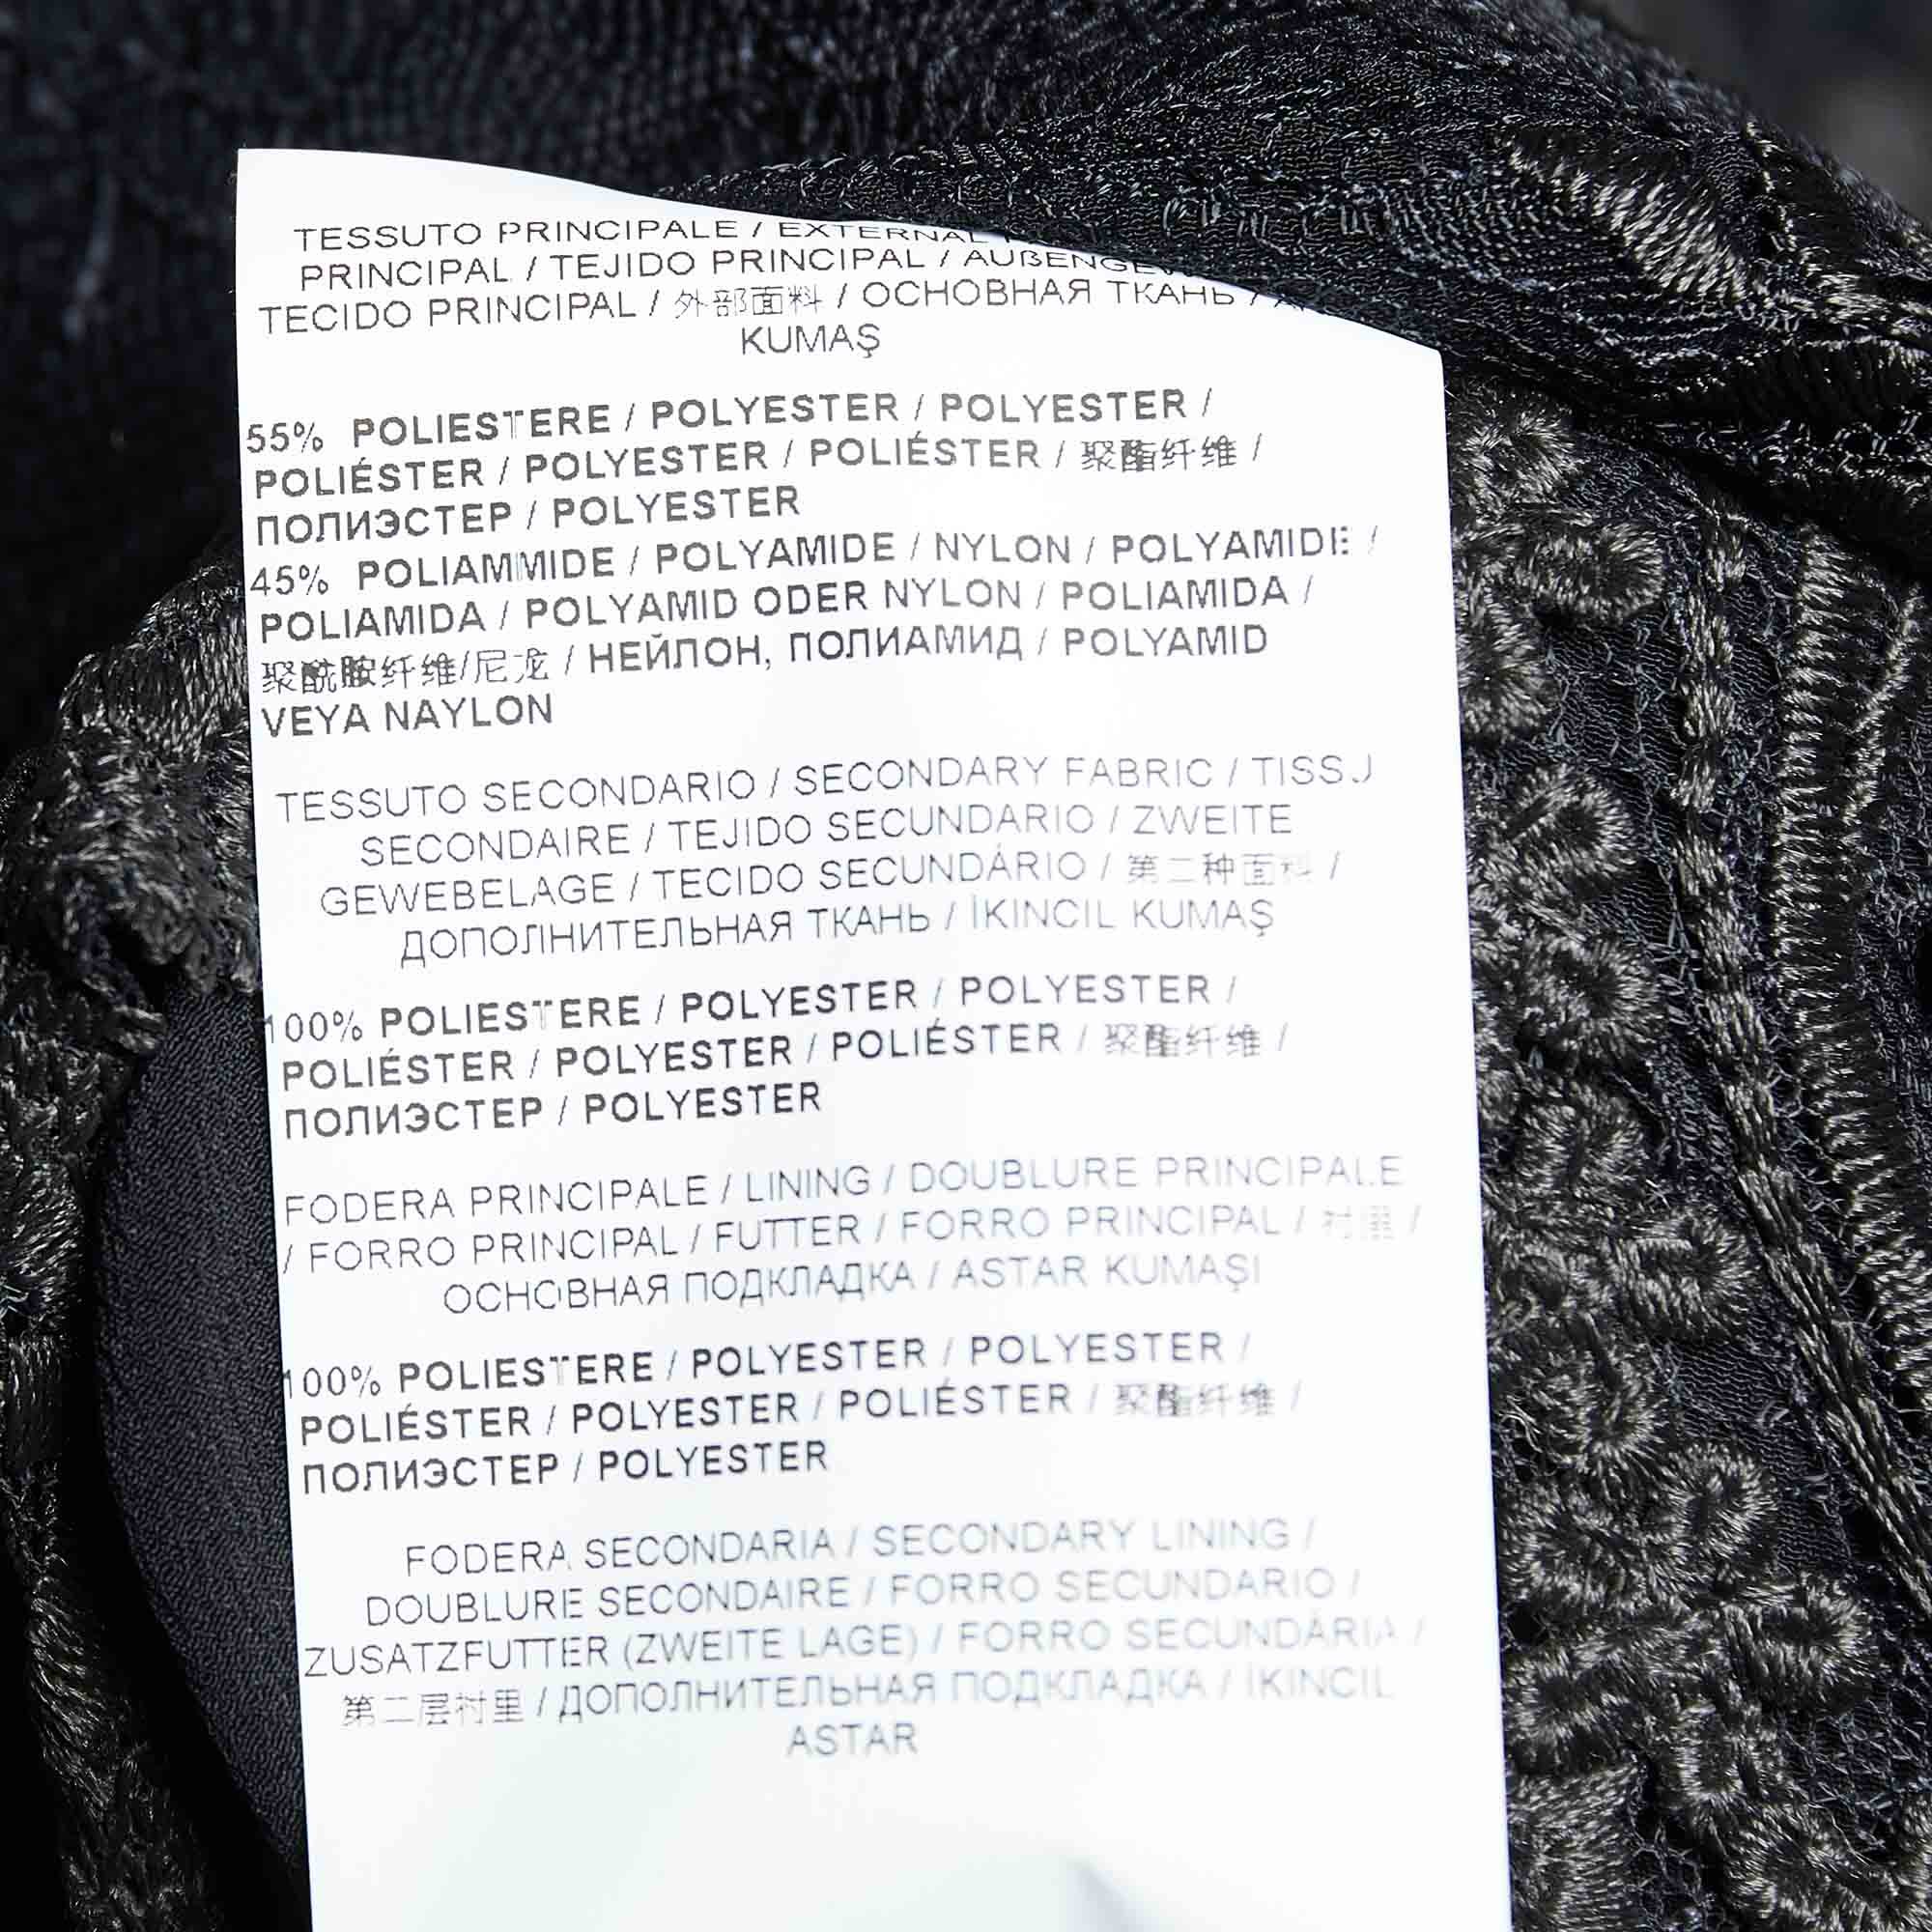 TESSUTO PRINCIPALE / EXTERNAL
PRINCIPAL / TEJIDO PRINCIPAL /
TECIDO PRINCIPAL / 外部面料 / ОСНОВНАЯ ТКАНЬ /
KUMAŞ
55% POLIESTERE / POLYESTER / POLYESTER /
POLIÉSTER / POLYESTER / POLIÉSTER / 聚酯纤维 /
ПОЛИЭСТЕР / POLYESTER
45% POLIAMMIDE / POLYAMIDE / NYLON / POLYAMIDE /
POLIAMIDA / POLYAMID ODER NYLON / POLIAMIDA /
聚酰胺纤维/尼龙 / НЕЙЛОН, ПОЛИАМИД / POLYAMID
VEYA NAYLON
TESSUTO SECONDARIO / SECONDARY FABRIC / TISSU
SECONDAIRE / TEJIDO SECUNDARIO / ZWEITE
GEWEBELAGE / TECIDO SECUNDÁRIO / 第二种面料 /
ДОПОЛНИТЕЛЬНАЯ ТКАНЬ / İKINCIL KUMAŞ
100% POLIESTERE / POLYESTER / POLYESTER /
POLIÉSTER / POLYESTER / POLIÉSTER / 聚酯纤维 /
ПОЛИЭСТЕР / POLYESTER
FODERA PRINCIPALE / LINING / DOUBLURE PRINCIPALE
/ FORRO PRINCIPAL / FUTTER / FORRO PRINCIPAL / 衬里 /
ОСНОВНАЯ ПОДКЛАДКА / ASTAR KUMAŞI
100% POLIESTERE / POLYESTER / POLYESTER /
POLIÉSTER / POLYESTER / POLIÉSTER / 聚酯纤维 /
ПОЛИЭСТЕР / POLYESTER
FODERA SECONDARIA / SECONDARY LINING /
DOUBLURE SECONDAIRE / FORRO SECUNDARIO /
ZUSATZFUTTER (ZWEITE LAGE) / FORRO SECUNDÁRIA /
第二层衬里 / ДОПОЛНИТЕЛЬНАЯ ПОДКЛАДКА / İKINCIL
ASTAR